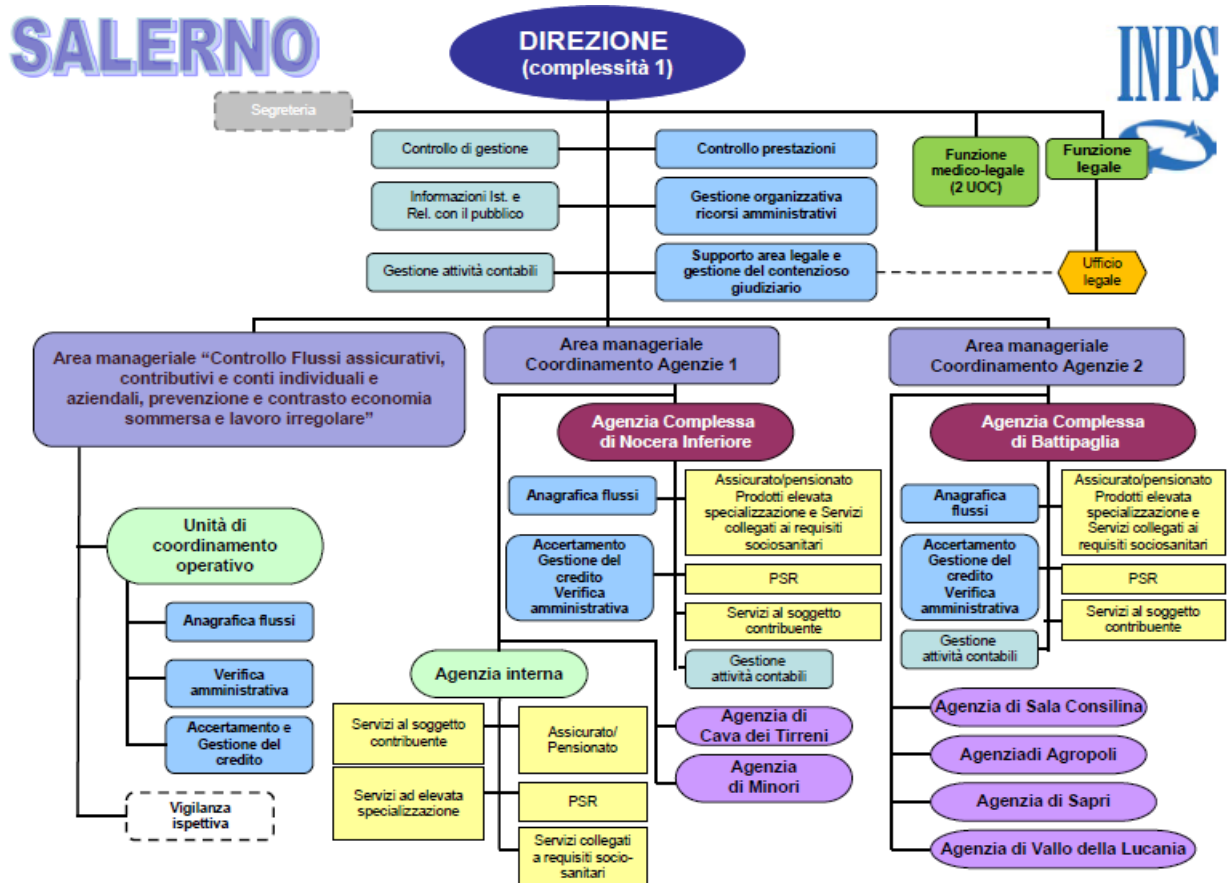 SALERNO
DIREZIONE
(complessità 1)
INPS
Segreteria
Controllo di gestione
Controllo prestazioni
Funzione
medico-legale
(2 UOC)
Funzione
legale
Informazioni Ist. e
Rel. con il pubblico
Gestione organizzativa
ricorsi amministrativi
Gestione attività contabili
Supporto area legale e
gestione del contenzioso
giudiziario
Ufficio
legale
Area manageriale “Controllo Flussi assicurativi,
contributivi e conti individuali e
aziendali, prevenzione e contrasto economia
sommersa e lavoro irregolare”
Area manageriale
Coordinamento Agenzie 1
Area manageriale
Coordinamento Agenzie 2
Unità di
coordinamento
operativo
Anagrafica flussi
Verifica
amministrativa
Accertamento e
Gestione del
credito
Vigilanza
ispettiva
Agenzia Complessa
di Nocera Inferiore
Anagrafica flussi
Assicurato/pensionato
Prodotti elevata
specializzazione e Servizi
collegati ai requisiti
sociosanitari
Accertamento
Gestione del
credito
Verifica
amministrativa
PSR
Servizi al soggetto
contribuente
Gestione
attività contabili
Agenzia interna
Servizi al soggetto
contribuente
Assicurato/
Pensionato
Servizi ad elevata
specializzazione
PSR
Servizi collegati
a requisiti socio-
sanitari
Agenzia di
Cava dei Tirreni
Agenzia
di Minori
Agenzia Complessa
di Battipaglia
Anagrafica
flussi
Assicurato/pensionato
Prodotti elevata
specializzazione e
Servizi collegati ai
requisiti sociosanitari
Accertamento
Gestione del
credito
Verifica
amministrativa
PSR
Servizi al soggetto
contribuente
Gestione
attività contabili
Agenzia di Sala Consilina
Agenziadi Agropoli
Agenzia di Sapri
Agenzia di Vallo della Lucania